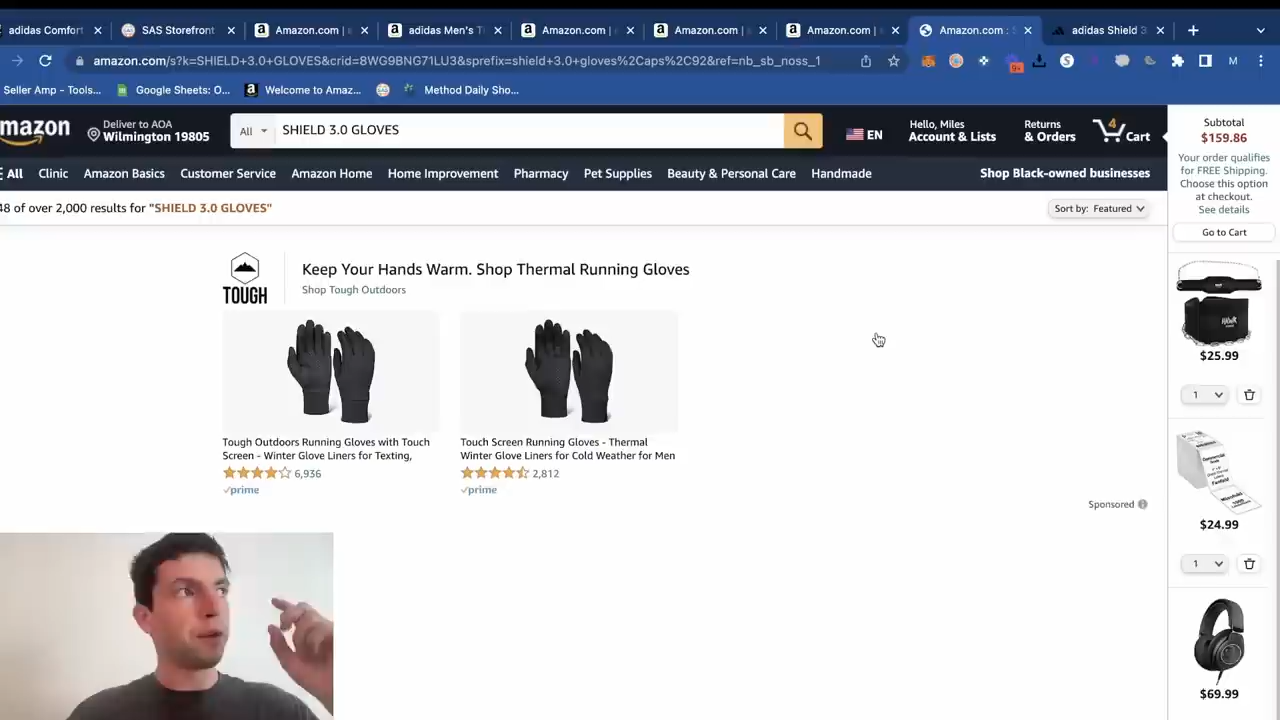 adidas Comfort
SAS Storefront
Amazon.com |
adidas Men's T
Amazon.com |
Amazon.com |
Amazon.com |
Amazon.com : S
adidas Shield 3
amazon.com/s?k=SHIELD+3.0+GLOVES&crid=8WG9BNG71LU3&sprefix=shield+3.0+gloves%2Caps%2C92&ref=nb_sb_noss_1
9+
M
Seller Amp - Tools...
Google Sheets: O...
Welcome to Amaz...
Method Daily Sho...
mazon
Deliver to AOA
Wilmington 19805
All
SHIELD 3.0 GLOVES
EN
Hello, Miles
Account & Lists
Returns
& Orders
4
Cart
All
Clinic
Amazon Basics
Customer Service
Amazon Home
Home Improvement
Pharmacy
Pet Supplies
Beauty & Personal Care
Handmade
Shop Black-owned businesses
48 of over 2,000 results for "SHIELD 3.0 GLOVES"
Sort by: Featured
Subtotal
$159.86
Your order qualifies
for FREE Shipping.
Choose this option
at checkout.
See details
Go to Cart
TOUGH
Keep Your Hands Warm. Shop Thermal Running Gloves
Shop Tough Outdoors
Tough Outdoors Running Gloves with Touch
Screen - Winter Glove Liners for Texting,
6,936
prime
Touch Screen Running Gloves - Thermal
Winter Glove Liners for Cold Weather for Men
2,812
prime
Sponsored
$25.99
1
$24.99
1
$69.99